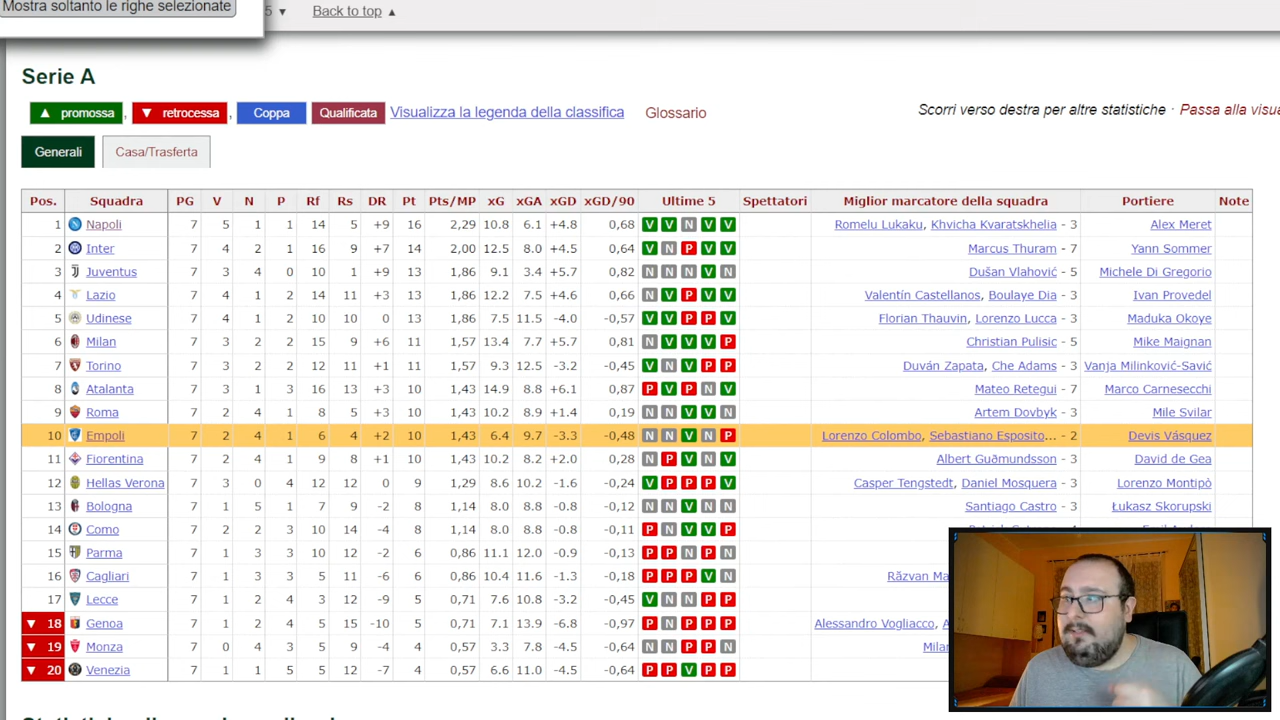 Mostra soltanto le righe selezionate
5 ▼ Back to top ▲
Serie A
▲ promossa , ▼ retrocessa , Coppa Qualificata Visualizza la legenda della classifica Glossario
Scorri verso destra per altre statistiche · Passa alla visua
Generali Casa/Trasferta
Pos. Squadra PG V N P Rf Rs DR Pt Pts/MP xG xGA xGD xGD/90 Ultime 5 Spettatori Miglior marcatore della squadra Portiere Note
1 Napoli 7 5 1 1 14 5 +9 16 2,29 10.8 6.1 +4.8 0,68 V V N V V Romelu Lukaku, Khvicha Kvaratskhelia - 3 Alex Meret
2 Inter 7 4 2 1 16 9 +7 14 2,00 12.5 8.0 +4.5 0,64 V N P V V Marcus Thuram - 7 Yann Sommer
3 Juventus 7 3 4 0 10 1 +9 13 1,86 9.1 3.4 +5.7 0,82 N N N V N Dušan Vlahović - 5 Michele Di Gregorio
4 Lazio 7 4 1 2 14 11 +3 13 1,86 12.2 7.5 +4.6 0,66 N V P V V Valentín Castellanos, Boulaye Dia - 3 Ivan Provedel
5 Udinese 7 4 1 2 10 10 0 13 1,86 7.5 11.5 -4.0 -0,57 V V P P V Florian Thauvin, Lorenzo Lucca - 3 Maduka Okoye
6 Milan 7 3 2 2 15 9 +6 11 1,57 13.4 7.7 +5.7 0,81 N V V V P Christian Pulisic - 5 Mike Maignan
7 Torino 7 3 2 2 12 11 +1 11 1,57 9.3 12.5 -3.2 -0,45 V N V P P Duván Zapata, Che Adams - 3 Vanja Milinković-Savić
8 Atalanta 7 3 1 3 16 13 +3 10 1,43 14.9 8.8 +6.1 0,87 P V P N V Mateo Retegui - 7 Marco Carnesecchi
9 Roma 7 2 4 1 8 5 +3 10 1,43 10.2 8.9 +1.4 0,19 N N V V N Artem Dovbyk - 3 Mile Svilar
10 Empoli 7 2 4 1 6 4 +2 10 1,43 6.4 9.7 -3.3 -0,48 N N V N P Lorenzo Colombo, Sebastiano Esposito... - 2 Devis Vásquez
11 Fiorentina 7 2 4 1 9 8 +1 10 1,43 10.2 8.2 +2.0 0,28 N P V N V Albert Guðmundsson - 3 David de Gea
12 Hellas Verona 7 3 0 4 12 12 0 9 1,29 8.6 10.2 -1.6 -0,24 V P P P V Casper Tengstedt, Daniel Mosquera - 3 Lorenzo Montipò
13 Bologna 7 1 5 1 7 9 -2 8 1,14 8.0 8.8 -0.8 -0,12 N N V N N Santiago Castro - 3 Łukasz Skorupski
14 Como 7 2 2 3 10 14 -4 8 1,14 8.0 8.8 -0.8 -0,11 P N V V P
15 Parma 7 1 3 3 10 12 -2 6 0,86 11.1 12.0 -0.9 -0,13 P P N P N
16 Cagliari 7 1 3 3 5 11 -6 6 0,86 10.4 11.6 -1.3 -0,18 P P P V N Răzvan Ma
17 Lecce 7 1 2 4 3 12 -9 5 0,71 7.6 10.8 -3.2 -0,45 V N N P P
▼ 18 Genoa 7 1 2 4 5 15 -10 5 0,71 7.1 13.9 -6.8 -0,97 P N P P P Alessandro Vogliacco,
▼ 19 Monza 7 0 4 3 5 9 -4 4 0,57 3.3 7.8 -4.5 -0,64 N N P P N Milan
▼ 20 Venezia 7 1 1 5 5 12 -7 4 0,57 6.6 11.0 -4.5 -0,64 P P V P P